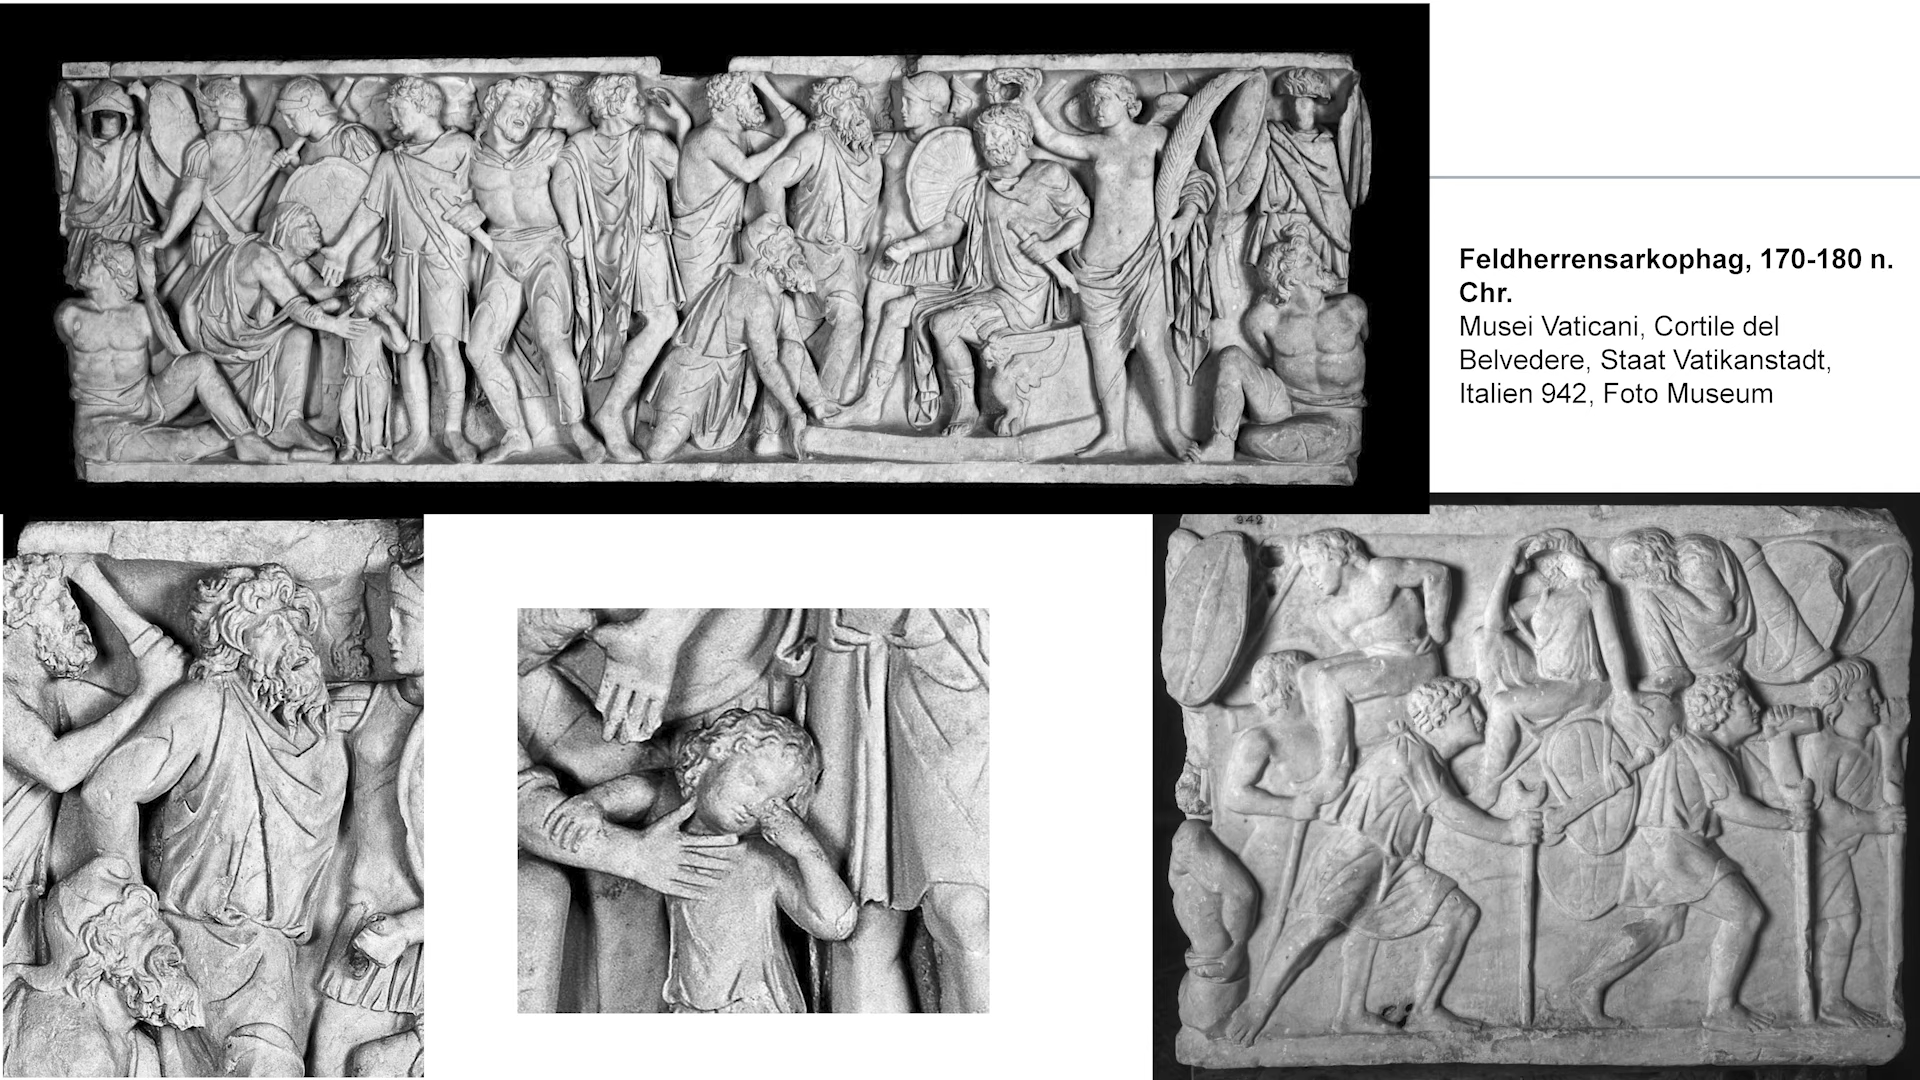 Feldherrensarkophag, 170-180 n.
Chr.
Musei Vaticani, Cortile del
Belvedere, Staat Vatikanstadt,
Italien 942, Foto Museum
942